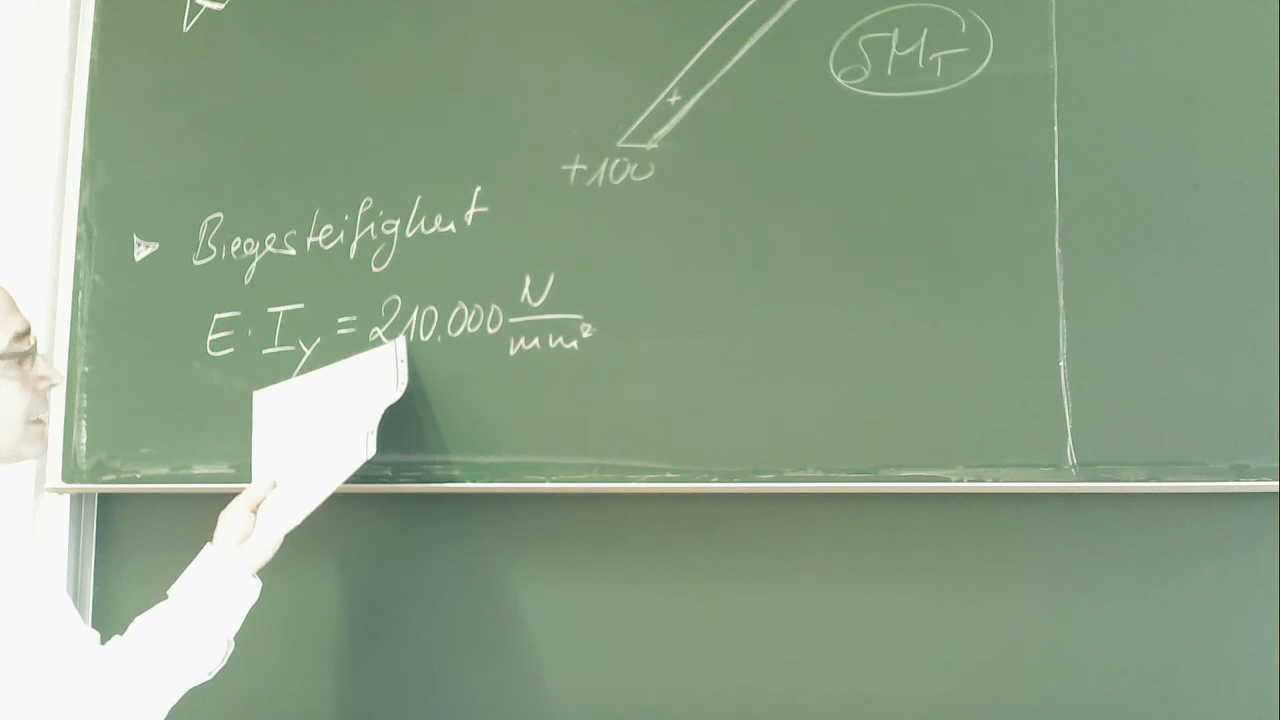 δM_T
+
+100
Biegesteifigkeit
E · I_y = 210.000 N/mm²